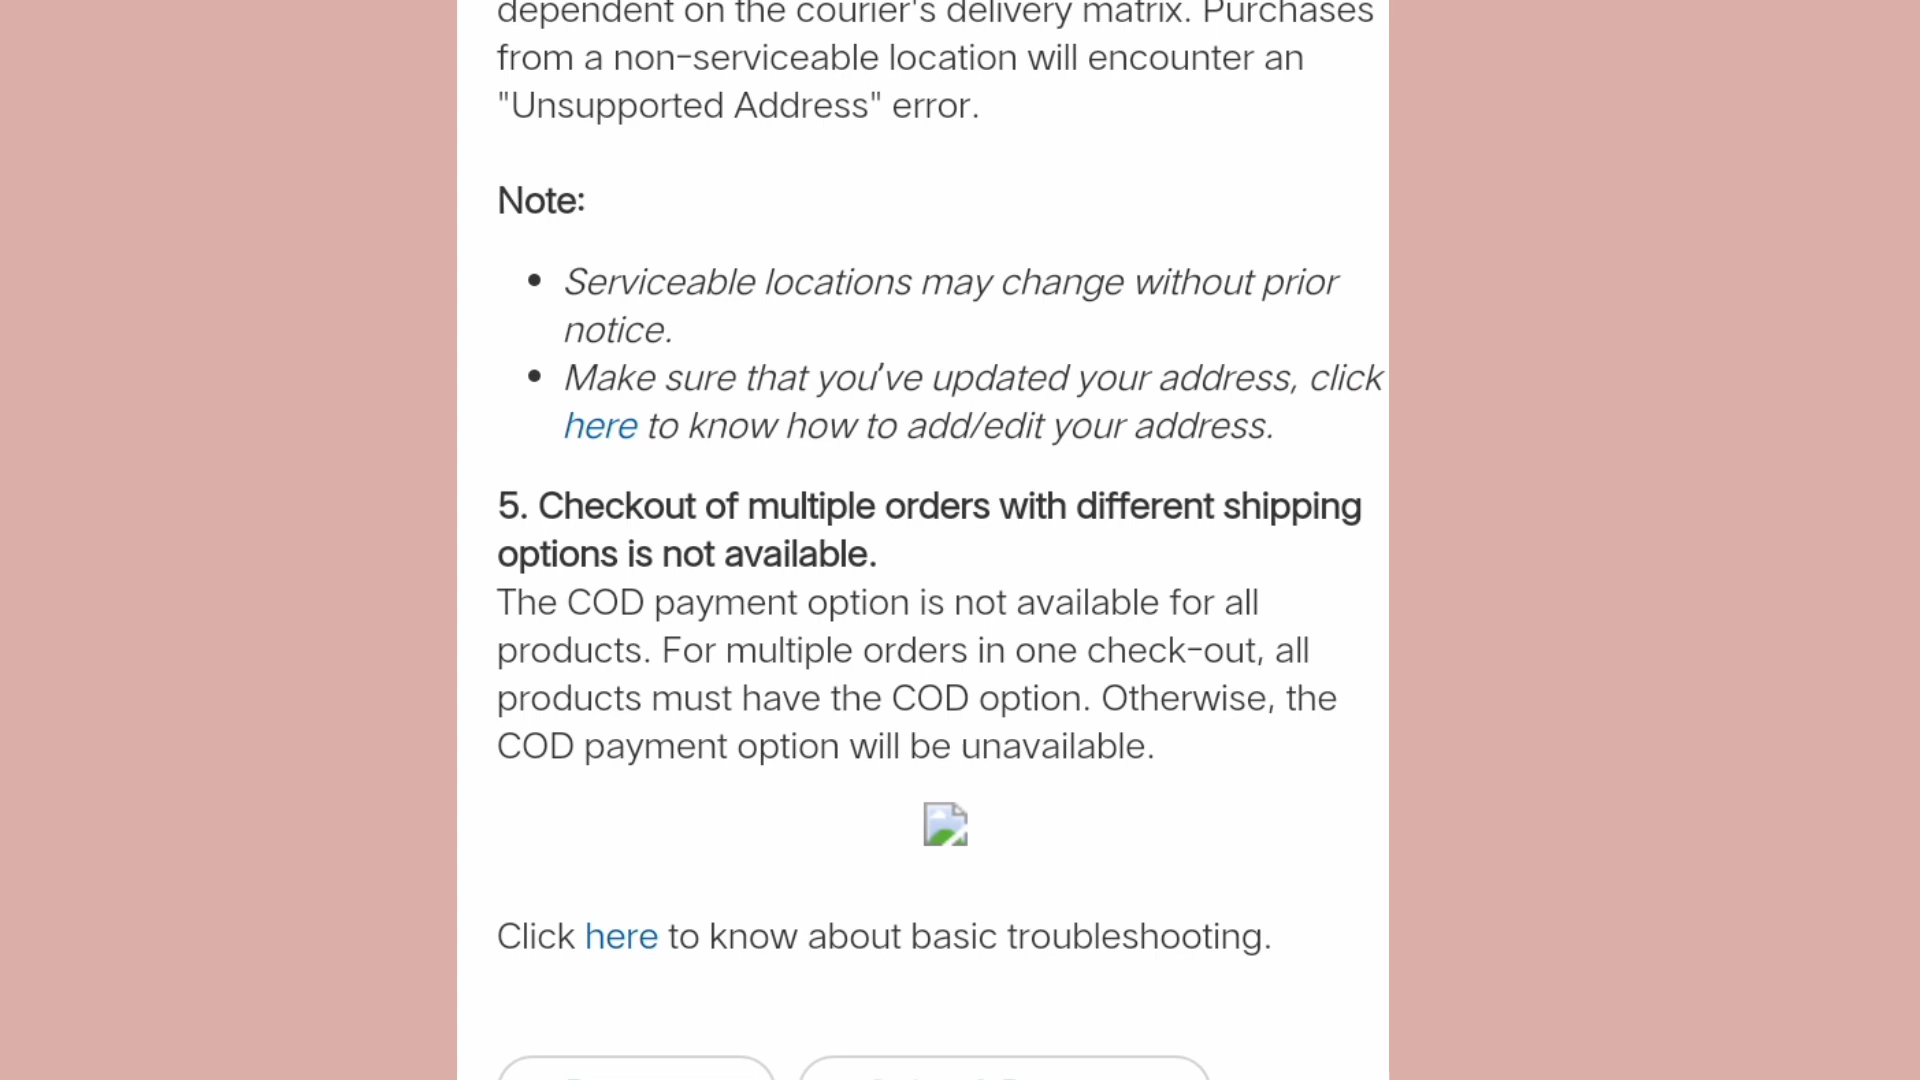 dependent on the courier's delivery matrix. Purchases
from a non-serviceable location will encounter an
"Unsupported Address" error.
Note:
• Serviceable locations may change without prior
notice.
• Make sure that you've updated your address, click
here to know how to add/edit your address.
5. Checkout of multiple orders with different shipping
options is not available.
The COD payment option is not available for all
products. For multiple orders in one check-out, all
products must have the COD option. Otherwise, the
COD payment option will be unavailable.
Click here to know about basic troubleshooting.